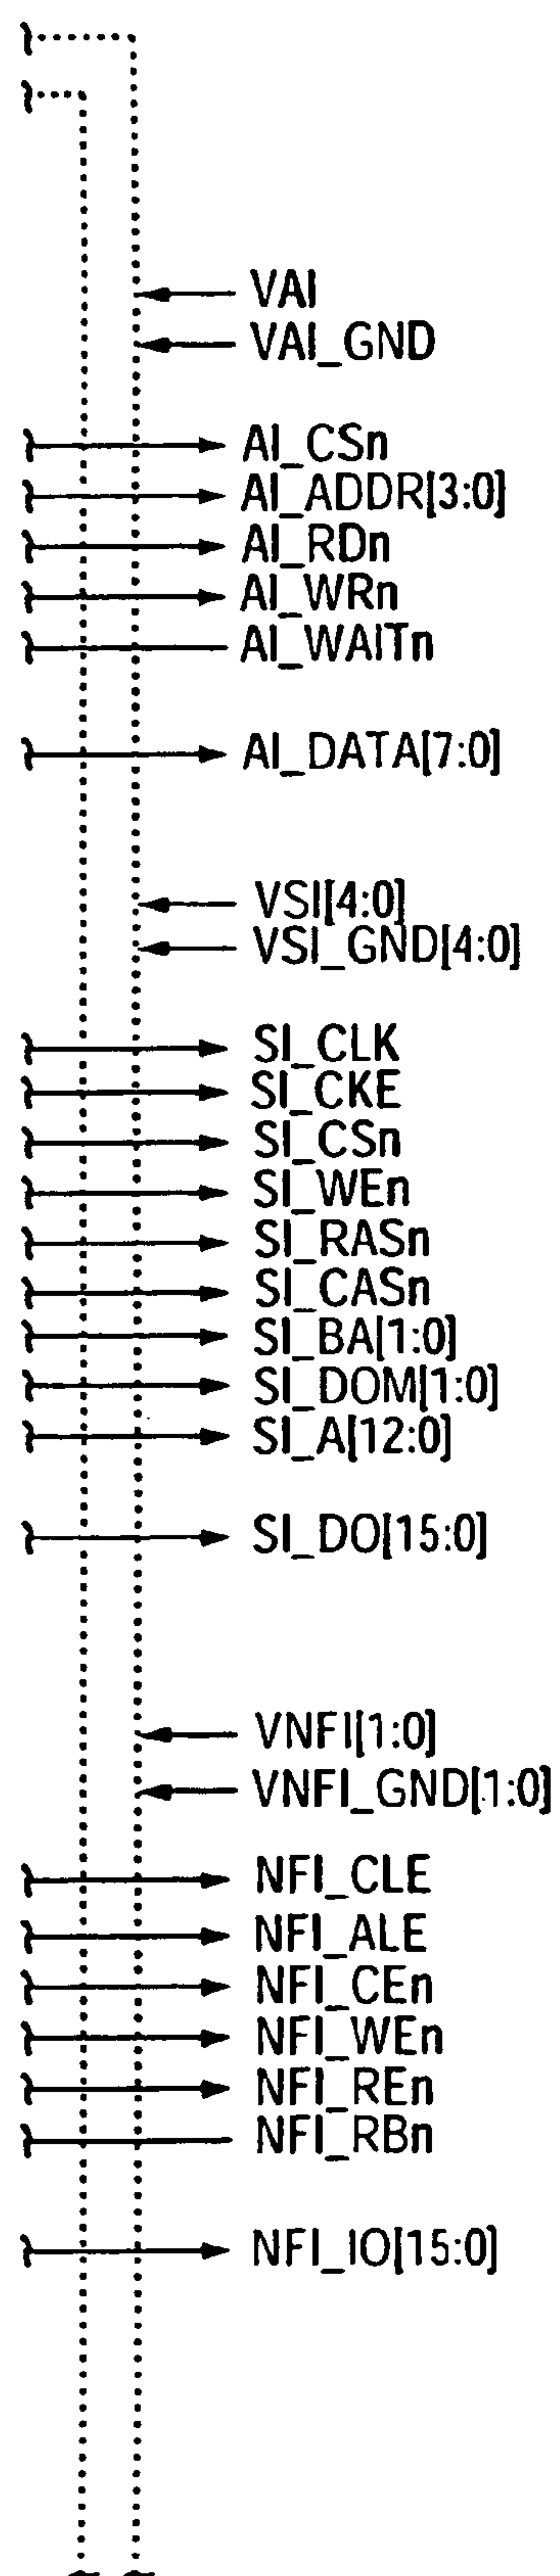 VAI
VAI_GND
AI_CSn
AI_ADDR[3:0]
AI_RDn
AI_WRn
AI_WAITn
AI_DATA[7:0]
VSI[4:0]
VSI_GND[4:0]
SI_CLK
SI_CKE
SI_CSn
SI_WEn
SI_RASn
SI_CASn
SI_BA[1:0]
SI_DOM[1:0]
SI_A[12:0]
SI_DO[15:0]
VNFI[1:0]
VNFI_GND[1:0]
NFI_CLE
NFI_ALE
NFI_CEn
NFI_WEn
NFI_REn
NFI_RBn
NFI_IO[15:0]